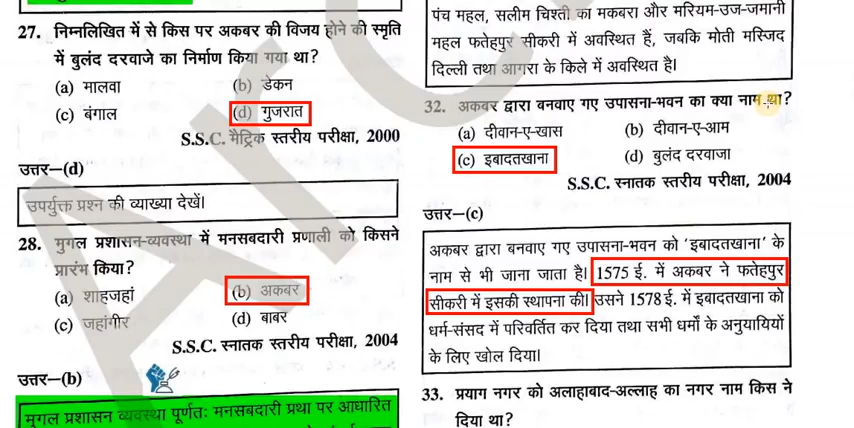 27. निम्नलिखित में से किस पर अकबर की विजय होने की स्मृति
में बुलंद दरवाजे का निर्माण किया गया था?
(a) मालवा (b) डेकन
(c) बंगाल (d) गुजरात
S.S.C. मैट्रिक स्तरीय परीक्षा, 2000
उत्तर—(d)
उपर्युक्त प्रश्न की व्याख्या देखें।
28. मुगल प्रशासन-व्यवस्था में मनसबदारी प्रणाली को किसने
प्रारंभ किया?
(a) शाहजहां (b) अकबर
(c) जहांगीर (d) बाबर
S.S.C. स्नातक स्तरीय परीक्षा, 2004
उत्तर—(b)
मुगल प्रशासन व्यवस्था पूर्णतः मनसबदारी प्रथा पर आधारित
पंच महल, सलीम चिश्ती का मकबरा और मरियम-उज-जमानी
महल फतेहपुर सीकरी में अवस्थित हैं, जबकि मोती मस्जिद
दिल्ली तथा आगरा के किले में अवस्थित है।
32. अकबर द्वारा बनवाए गए उपासना-भवन का क्या नाम था?
(a) दीवान-ए-खास (b) दीवान-ए-आम
(c) इबादतखाना (d) बुलंद दरवाजा
S.S.C. स्नातक स्तरीय परीक्षा, 2004
उत्तर—(c)
अकबर द्वारा बनवाए गए उपासना-भवन को 'इबादतखाना' के
नाम से भी जाना जाता है। 1575 ई. में अकबर ने फतेहपुर
सीकरी में इसकी स्थापना की। उसने 1578 ई. में इबादतखाना को
धर्म-संसद में परिवर्तित कर दिया तथा सभी धर्मों के अनुयायियों
के लिए खोल दिया।
33. प्रयाग नगर को अलाहाबाद-अल्लाह का नगर नाम किस ने
दिया था?